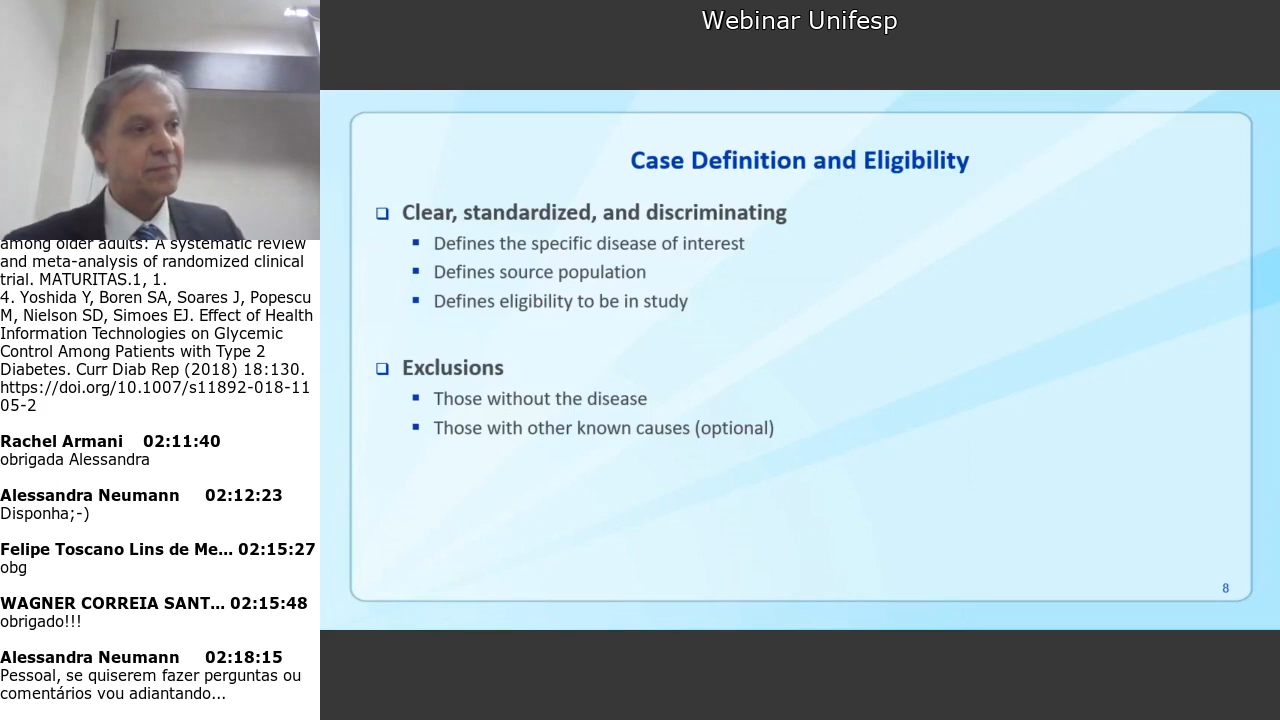 Webinar Unifesp
among older adults: A systematic review
and meta-analysis of randomized clinical
trial. MATURITAS.1, 1.
4. Yoshida Y, Boren SA, Soares J, Popescu
M, Nielson SD, Simoes EJ. Effect of Health
Information Technologies on Glycemic
Control Among Patients with Type 2
Diabetes. Curr Diab Rep (2018) 18:130.
https://doi.org/10.1007/s11892-018-11
05-2
Rachel Armani 02:11:40
obrigada Alessandra
Alessandra Neumann 02:12:23
Disponha;-)
Felipe Toscano Lins de Me... 02:15:27
obg
WAGNER CORREIA SANT... 02:15:48
obrigado!!!
Alessandra Neumann 02:18:15
Pessoal, se quiserem fazer perguntas ou
comentários vou adiantando...
Case Definition and Eligibility
Clear, standardized, and discriminating
Defines the specific disease of interest
Defines source population
Defines eligibility to be in study
Exclusions
Those without the disease
Those with other known causes (optional)
8